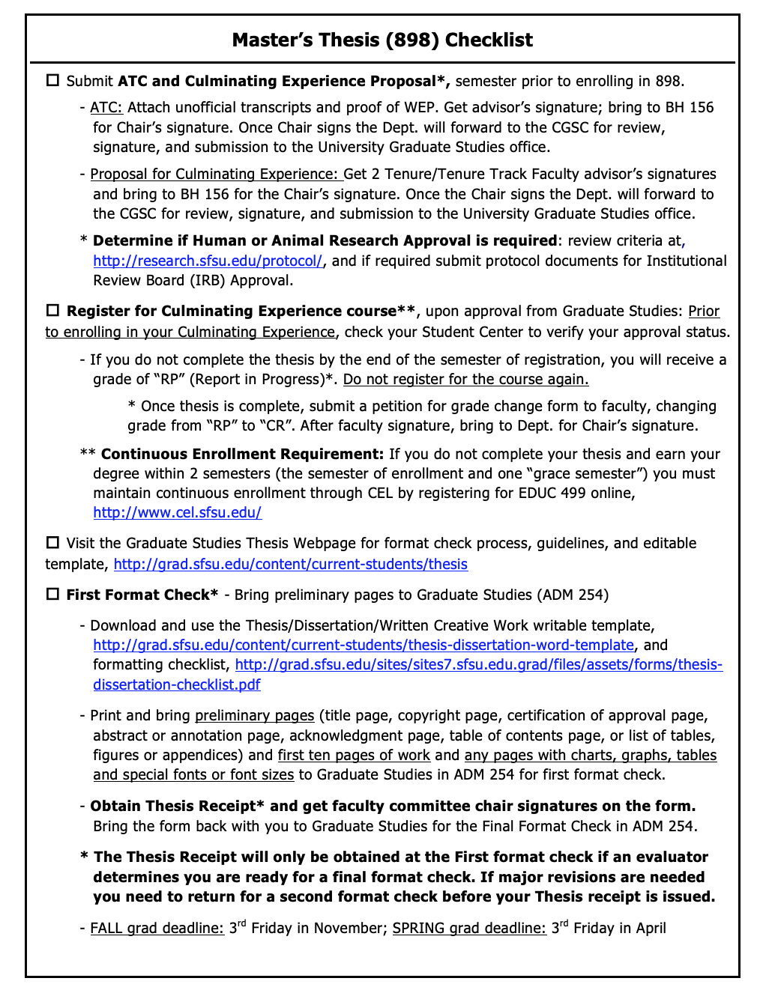 Master's Thesis (898) Checklist
☐ Submit ATC and Culminating Experience Proposal*, semester prior to enrolling in 898.
- ATC: Attach unofficial transcripts and proof of WEP. Get advisor's signature; bring to BH 156
for Chair's signature. Once Chair signs the Dept. will forward to the CGSC for review,
signature, and submission to the University Graduate Studies office.
- Proposal for Culminating Experience: Get 2 Tenure/Tenure Track Faculty advisor's signatures
and bring to BH 156 for the Chair's signature. Once the Chair signs the Dept. will forward to
the CGSC for review, signature, and submission to the University Graduate Studies office.
* Determine if Human or Animal Research Approval is required: review criteria at,
http://research.sfsu.edu/protocol/, and if required submit protocol documents for Institutional
Review Board (IRB) Approval.
☐ Register for Culminating Experience course**, upon approval from Graduate Studies: Prior
to enrolling in your Culminating Experience, check your Student Center to verify your approval status.
- If you do not complete the thesis by the end of the semester of registration, you will receive a
grade of “RP” (Report in Progress)*. Do not register for the course again.
* Once thesis is complete, submit a petition for grade change form to faculty, changing
grade from “RP” to “CR”. After faculty signature, bring to Dept. for Chair's signature.
** Continuous Enrollment Requirement: If you do not complete your thesis and earn your
degree within 2 semesters (the semester of enrollment and one “grace semester”) you must
maintain continuous enrollment through CEL by registering for EDUC 499 online,
http://www.cel.sfsu.edu/
☐ Visit the Graduate Studies Thesis Webpage for format check process, guidelines, and editable
template, http://grad.sfsu.edu/content/current-students/thesis
☐ First Format Check* - Bring preliminary pages to Graduate Studies (ADM 254)
- Download and use the Thesis/Dissertation/Written Creative Work writable template,
http://grad.sfsu.edu/content/current-students/thesis-dissertation-word-template, and
formatting checklist, http://grad.sfsu.edu/sites/sites7.sfsu.edu.grad/files/assets/forms/thesis-
dissertation-checklist.pdf
- Print and bring preliminary pages (title page, copyright page, certification of approval page,
abstract or annotation page, acknowledgment page, table of contents page, or list of tables,
figures or appendices) and first ten pages of work and any pages with charts, graphs, tables
and special fonts or font sizes to Graduate Studies in ADM 254 for first format check.
- Obtain Thesis Receipt* and get faculty committee chair signatures on the form.
Bring the form back with you to Graduate Studies for the Final Format Check in ADM 254.
* The Thesis Receipt will only be obtained at the First format check if an evaluator
determines you are ready for a final format check. If major revisions are needed
you need to return for a second format check before your Thesis receipt is issued.
- FALL grad deadline: 3rd Friday in November; SPRING grad deadline: 3rd Friday in April